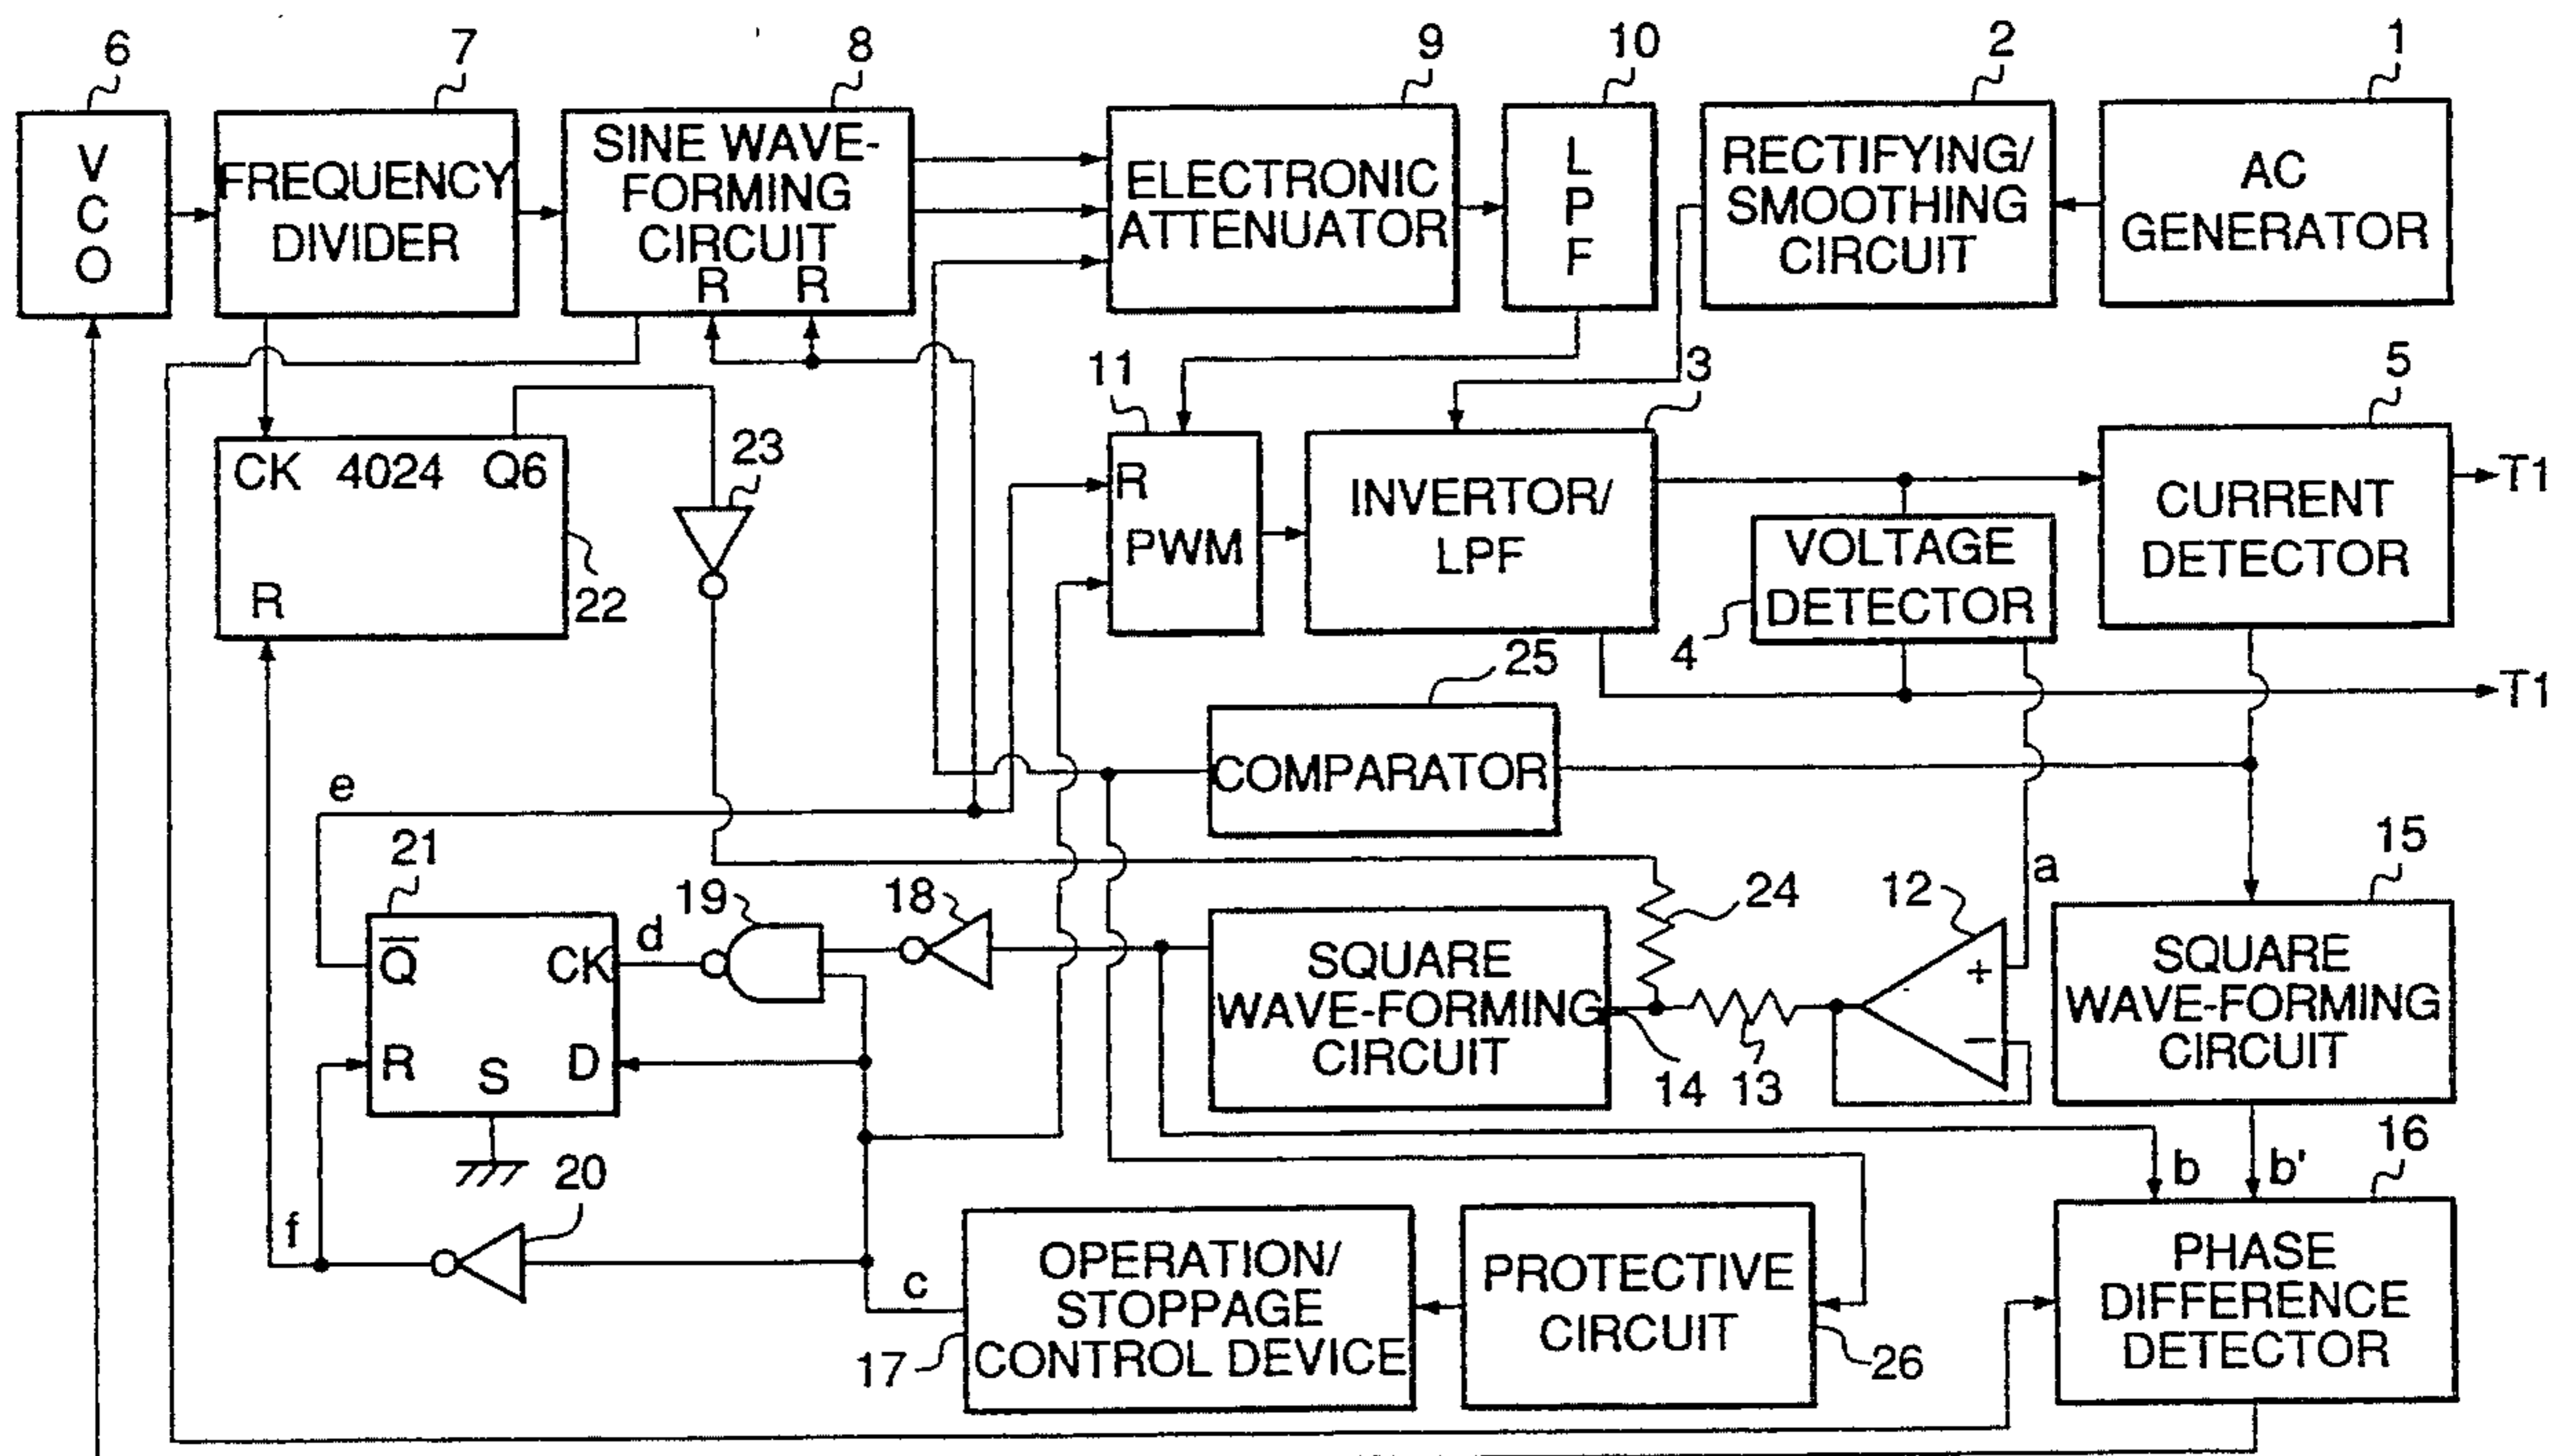 6
7
8
9
10
2
1
V
C
O
FREQUENCY
DIVIDER
SINE WAVE-
FORMING
CIRCUIT
R R
ELECTRONIC
ATTENUATOR
L
P
F
RECTIFYING/
SMOOTHING
CIRCUIT
AC
GENERATOR
11
3
5
CK 4024 Q6
R
22
23
R
PWM
INVERTOR/
LPF
VOLTAGE
DETECTOR
4
CURRENT
DETECTOR
T1
T1
25
COMPARATOR
e
21
Q̅ CK
R S D
d
19
18
SQUARE
WAVE-FORMING
CIRCUIT
14
13
24
12
+
−
a
15
SQUARE
WAVE-FORMING
CIRCUIT
b b'
16
f
20
c
17
OPERATION/
STOPPAGE
CONTROL DEVICE
PROTECTIVE
CIRCUIT
26
PHASE
DIFFERENCE
DETECTOR